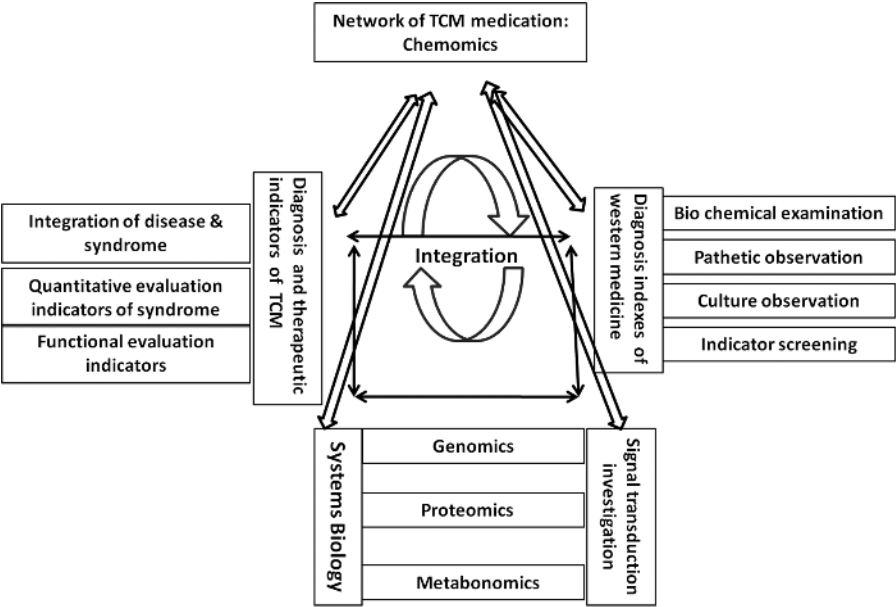 Network of TCM medication:
Chemomics
Integration of disease &
syndrome
Quantitative evaluation
indicators of syndrome
Functional evaluation
indicators
Diagnosis and therapeutic
indicators of TCM
Integration
Diagnosis indexes of
western medicine
Bio chemical examination
Pathetic observation
Culture observation
Indicator screening
Systems Biology
Genomics
Proteomics
Metabonomics
Signal transduction
investigation